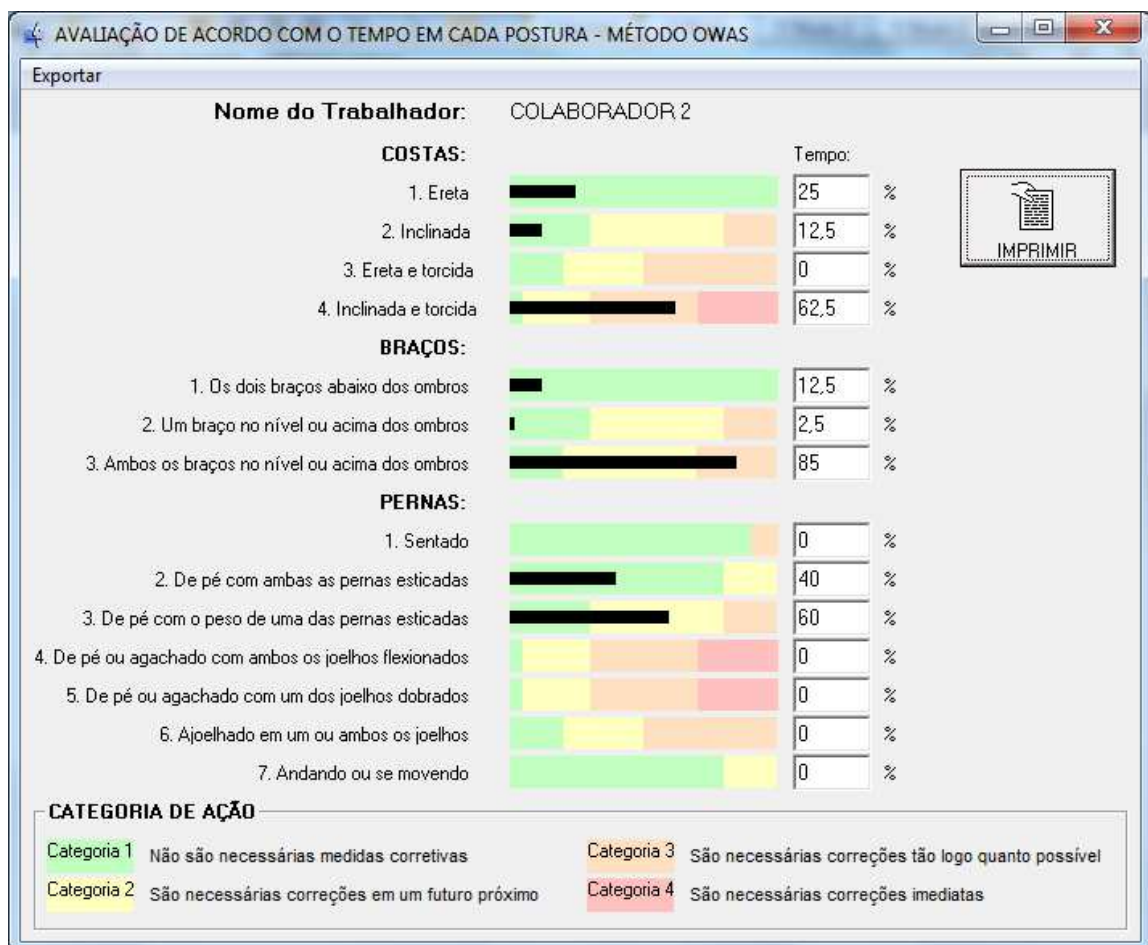 AVALIAÇÃO DE ACORDO COM O TEMPO EM CADA POSTURA - MÉTODO OWAS
Exportar
Nome do Trabalhador: COLABORADOR 2
COSTAS: Tempo:
1. Ereta 25 %
2. Inclinada 12,5 %
3. Ereta e torcida 0 %
4. Inclinada e torcida 62,5 %
IMPRIMIR
BRAÇOS:
1. Os dois braços abaixo dos ombros 12,5 %
2. Um braço no nível ou acima dos ombros 2,5 %
3. Ambos os braços no nível ou acima dos ombros 85 %
PERNAS:
1. Sentado 0 %
2. De pé com ambas as pernas esticadas 40 %
3. De pé com o peso de uma das pernas esticadas 60 %
4. De pé ou agachado com ambos os joelhos flexionados 0 %
5. De pé ou agachado com um dos joelhos dobrados 0 %
6. Ajoelhado em um ou ambos os joelhos 0 %
7. Andando ou se movendo 0 %
CATEGORIA DE AÇÃO
Categoria 1 Não são necessárias medidas corretivas
Categoria 2 São necessárias correções em um futuro próximo
Categoria 3 São necessárias correções tão logo quanto possível
Categoria 4 São necessárias correções imediatas